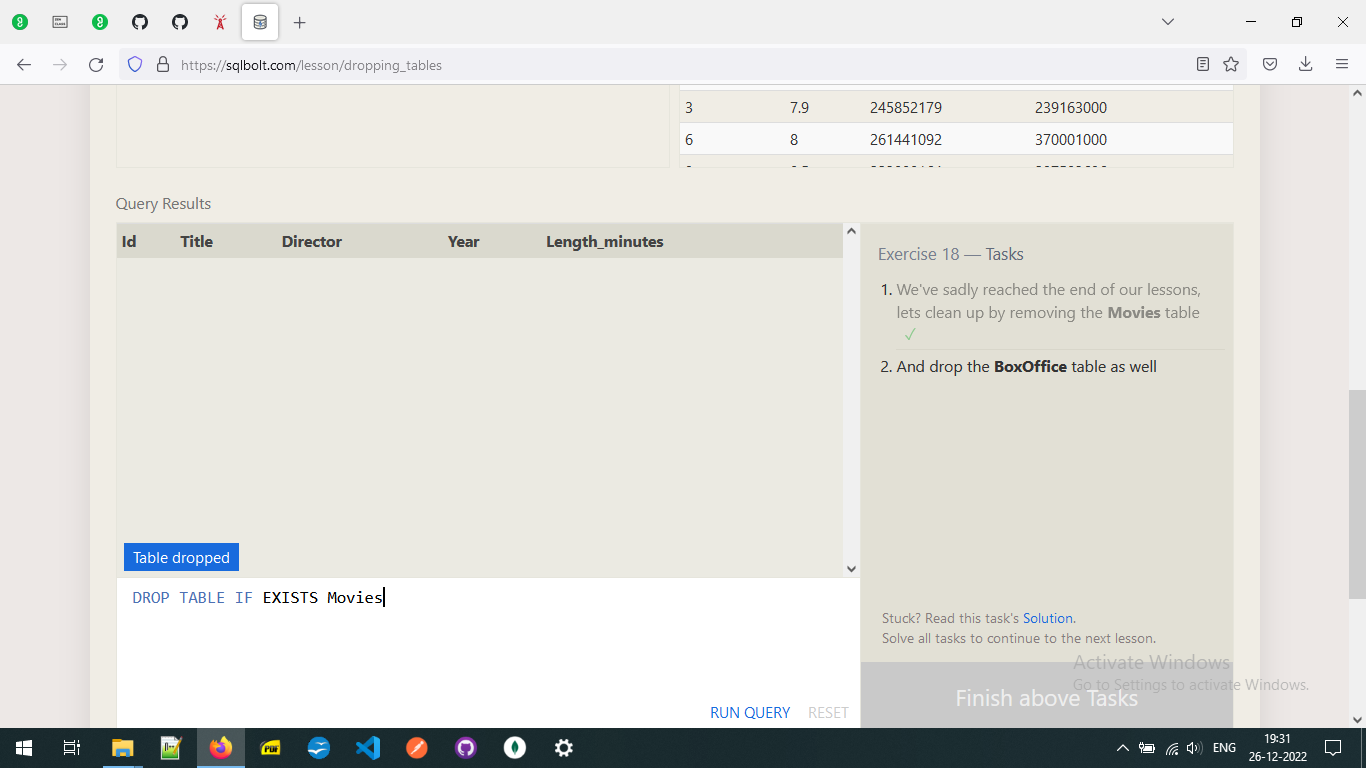 https://sqlbolt.com/lesson/dropping_tables
3 7.9 245852179 239163000
6 8 261441092 370001000
Query Results
Id Title Director Year Length_minutes
Table dropped
DROP TABLE IF EXISTS Movies
RUN QUERY RESET
Exercise 18 — Tasks
1. We've sadly reached the end of our lessons,
lets clean up by removing the Movies table
✓
2. And drop the BoxOffice table as well
Stuck? Read this task's Solution.
Solve all tasks to continue to the next lesson.
Finish above Tasks
Activate Windows
Go to Settings to activate Windows.
PDF
ENG
19:31
26-12-2022